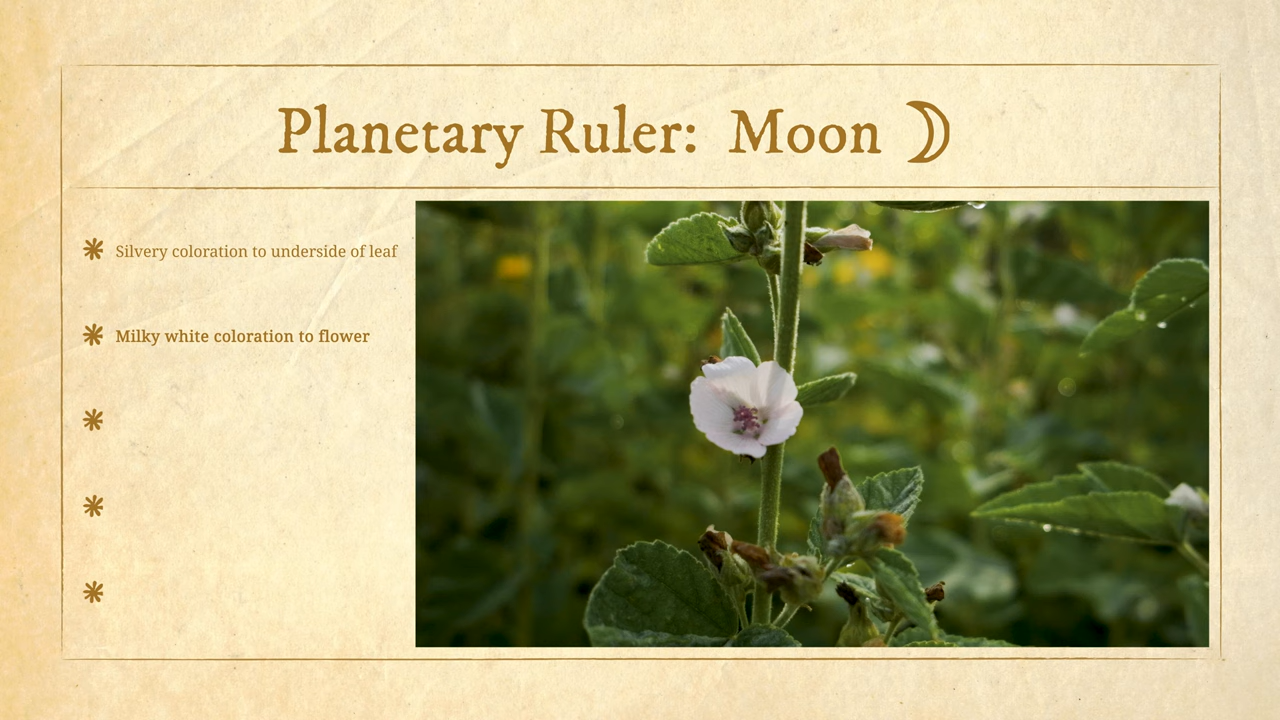 Planetary Ruler: Moon ☽
Silvery coloration to underside of leaf
Milky white coloration to flower